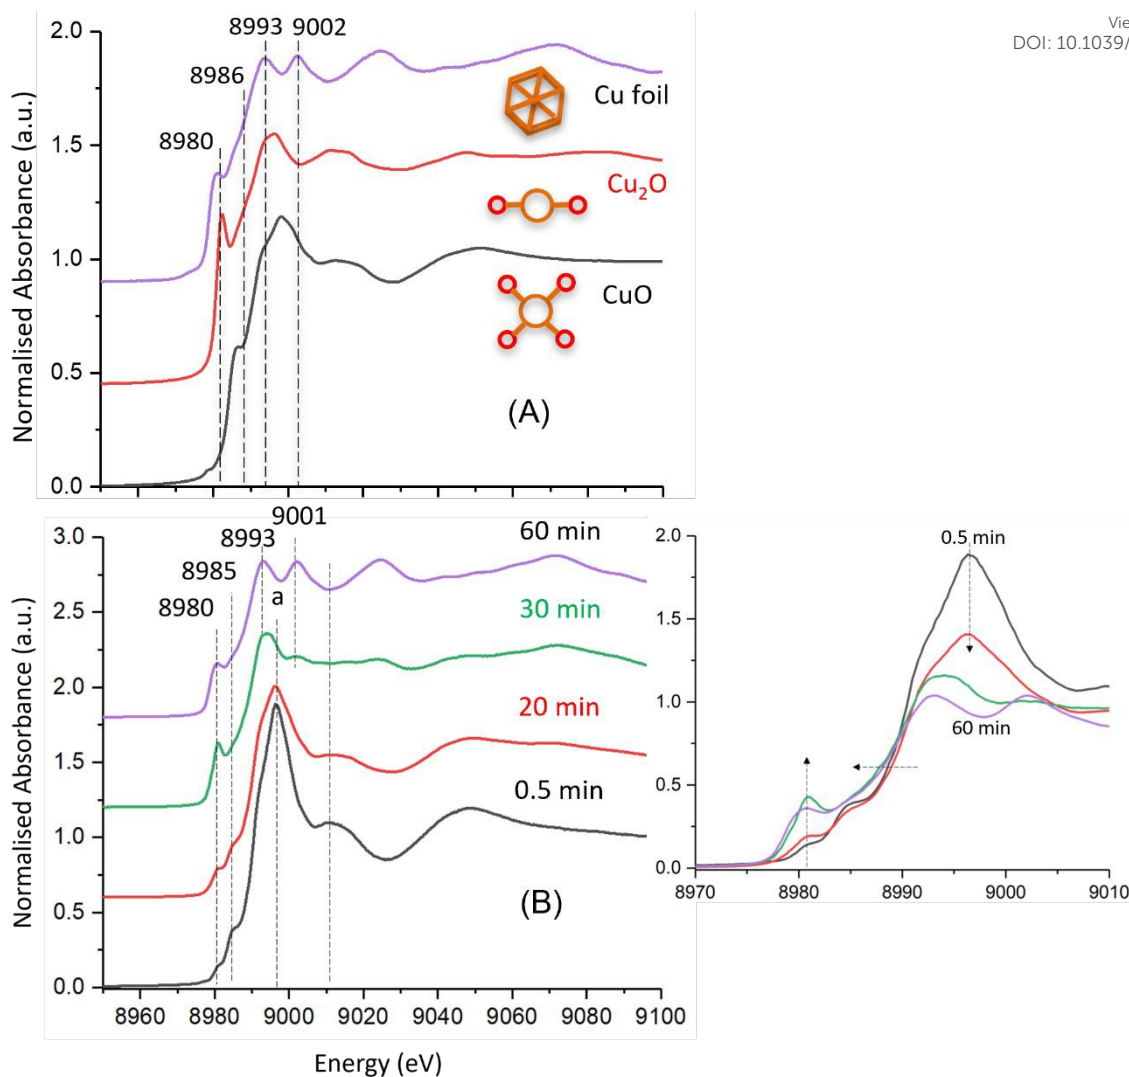 Vie
DOI: 10.1039/
Normalised Absorbance (a.u.)
2.0
1.5
1.0
0.5
0.0
8980
8986
8993
9002
Cu foil
Cu₂O
CuO
(A)
Normalised Absorbance (a.u.)
3.0
2.5
2.0
1.5
1.0
0.5
0.0
8980
8985
8993
9001
a
60 min
30 min
20 min
0.5 min
(B)
8960 8980 9000 9020 9040 9060 9080 9100
Energy (eV)
2.0
1.5
1.0
0.5
0.0
0.5 min
60 min
8970 8980 8990 9000 9010